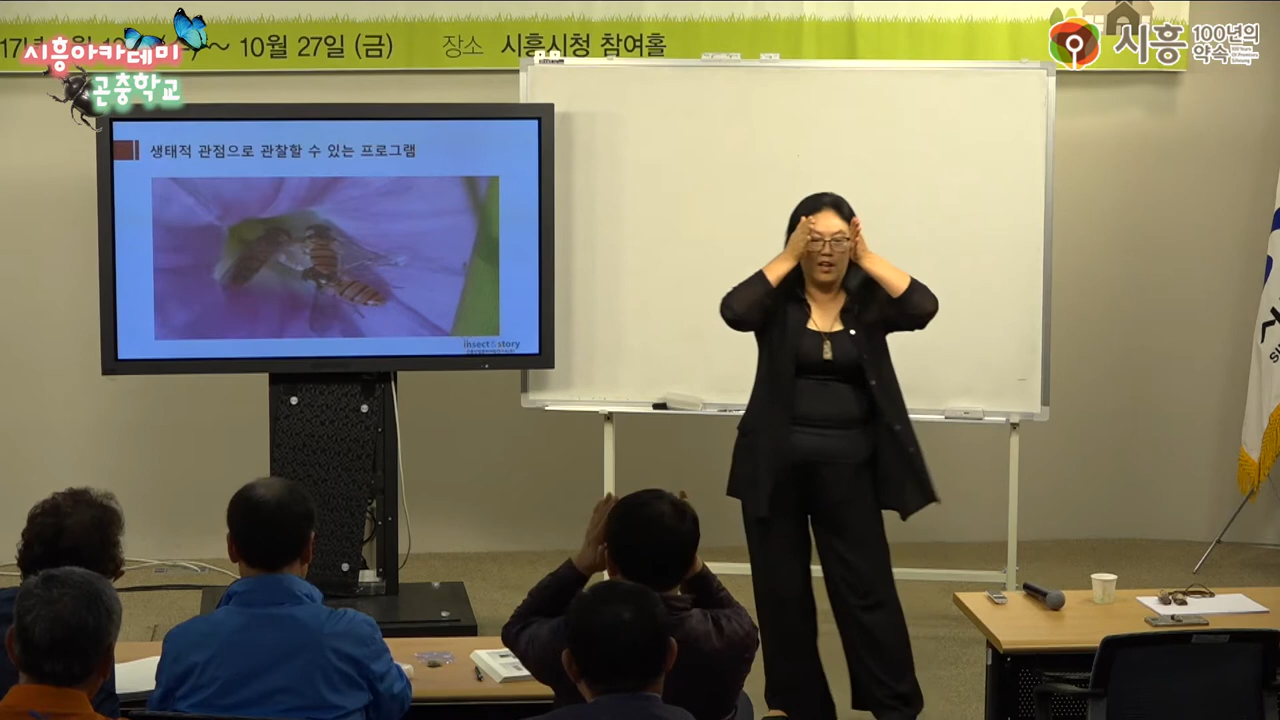 17년
~ 10월 27일 (금)
장소 시흥시청 참여홀
시흥아카데미
곤충학교
시흥 100년의
약속
생태적 관점으로 관찰할 수 있는 프로그램
insect&story